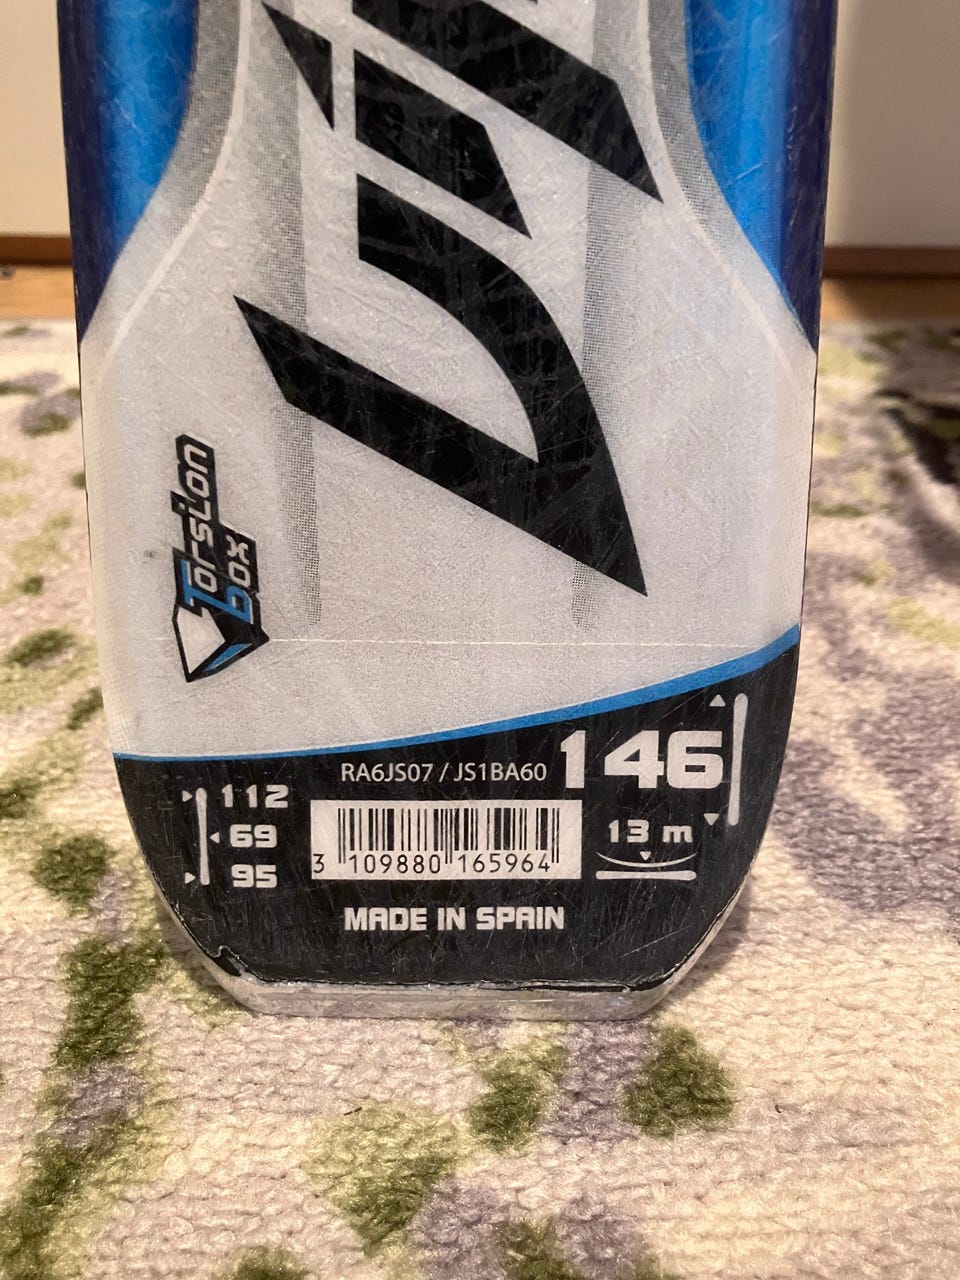 Torsion
box
RA6JS07 / JS1BA60
146
112
69
95
13 m
3 109880 165964
MADE IN SPAIN